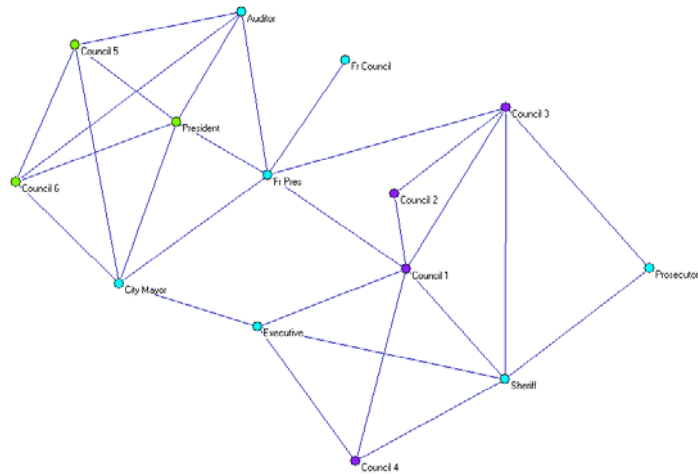 Auditor
Council 5
Fr Council
Council 3
President
Council 6
Fr Pres
Council 2
Council 1
Prosecutor
City Mayor
Executive
Sheriff
Council 4